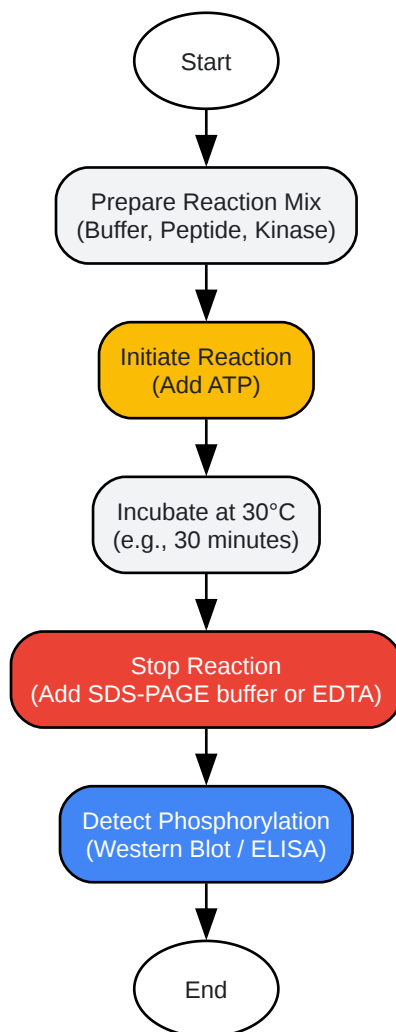 Start
Prepare Reaction Mix
(Buffer, Peptide, Kinase)
Initiate Reaction
(Add ATP)
Incubate at 30°C
(e.g., 30 minutes)
Stop Reaction
(Add SDS-PAGE buffer or EDTA)
Detect Phosphorylation
(Western Blot / ELISA)
End